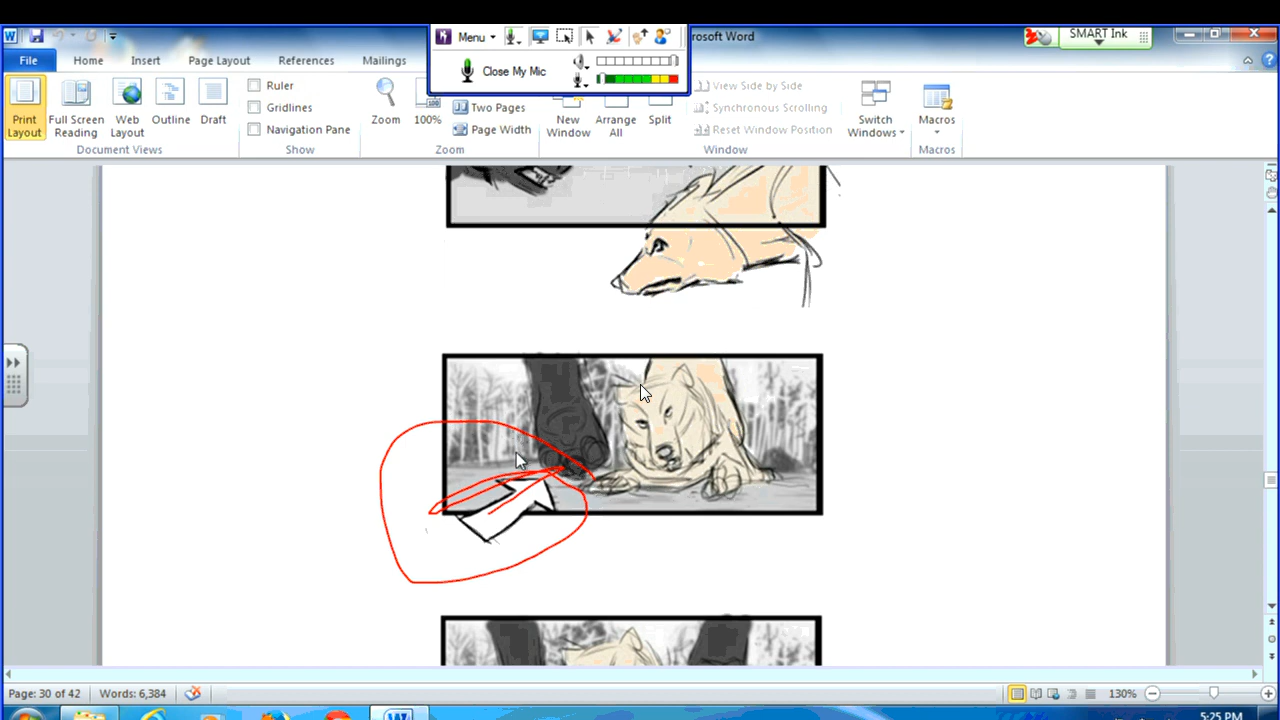 Menu
rosoft Word
SMART Ink
File
Home
Insert
Page Layout
References
Mailings
Close My Mic
Print Layout
Full Screen Reading
Web Layout
Outline
Draft
Document Views
Ruler
Gridlines
Navigation Pane
Show
Zoom
100%
Two Pages
Page Width
Zoom
New Window
Arrange All
Split
View Side by Side
Synchronous Scrolling
Reset Window Position
Window
Switch Windows
Macros
Macros
Page: 30 of 42
Words: 6,384
130%
5:25 PM